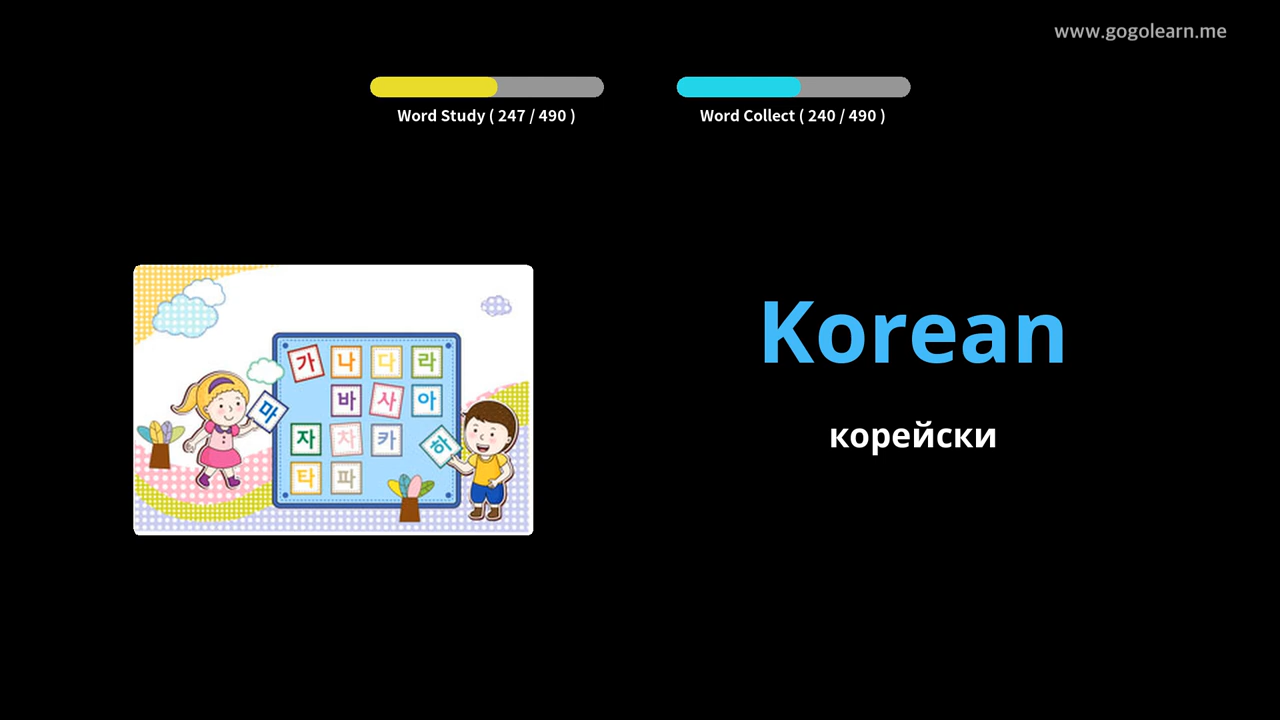 www.gogolearn.me
Word Study ( 247 / 490 )
Word Collect ( 240 / 490 )
가 나 다 라
마 바 사 아
자 차 카 하
타 파
Korean
корейски